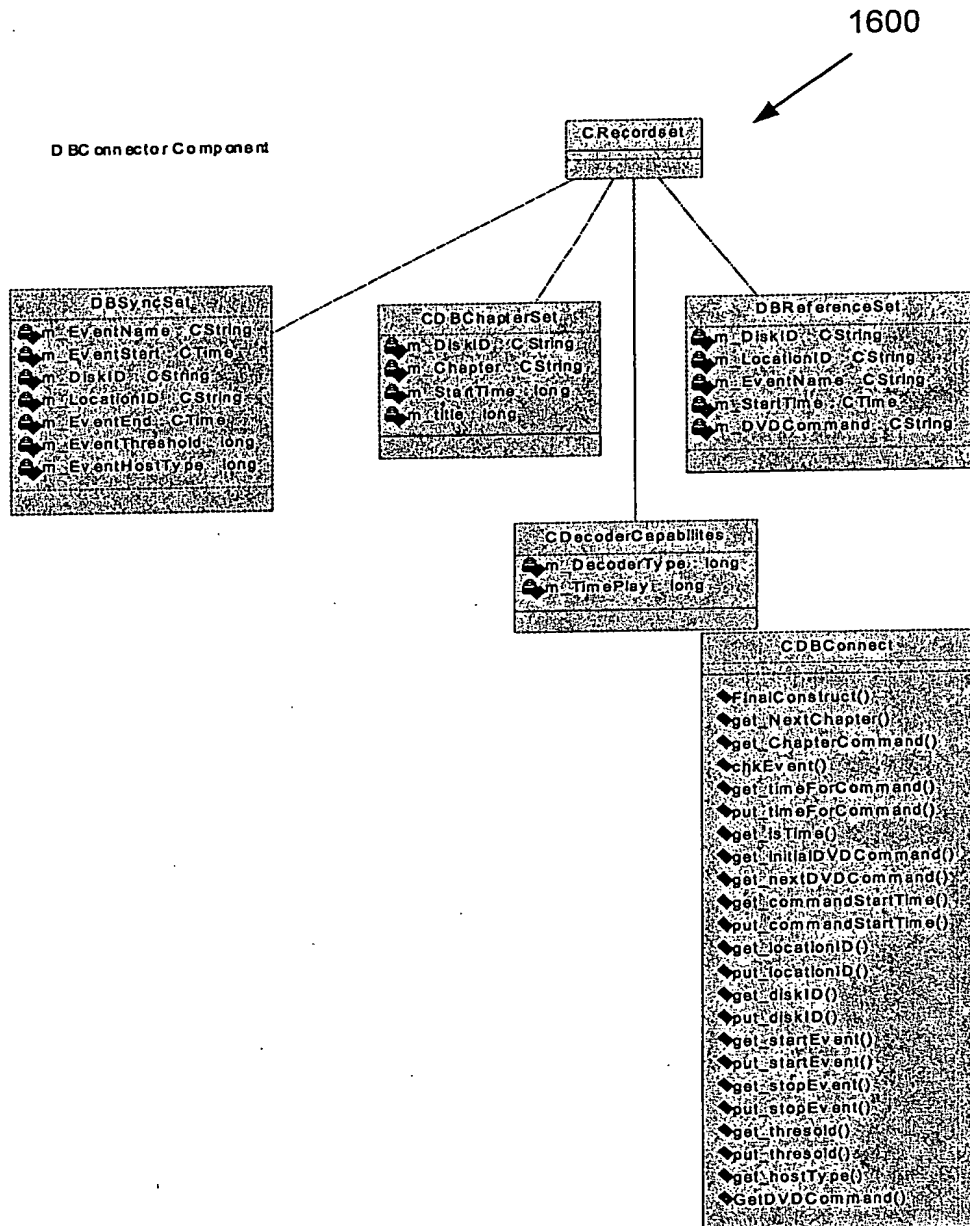 1600
DBConnector Component
CRecordset
DBSyncSet
m_EventName : CString
m_EventStart : CTime
m_DiskID : CString
m_LocationID : CString
m_EventEnd : CTime
m_EventThreshold : long
m_EventHostType : long
CDBChapterSet
m_DiskID : CString
m_Chapter : CString
m_StartTime : long
m_title : long
DBReferenceSet
m_DiskID : CString
m_LocationID : CString
m_EventName : CString
m_StartTime : CTime
m_DVDCommand : CString
CDecoderCapabilites
m_DecoderType : long
m_TimePlay : long
CDBConnect
FinalConstruct()
get_NextChapter()
get_ChapterCommand()
chkEvent()
get_timeForCommand()
put_timeForCommand()
get_isTime()
get_initialDVDCommand()
get_nextDVDCommand()
get_commandStartTime()
put_commandStartTime()
get_locationID()
put_locationID()
get_diskID()
put_diskID()
get_startEvent()
put_startEvent()
get_stopEvent()
put_stopEvent()
get_thresold()
put_thresold()
get_hostType()
GetDVDCommand()